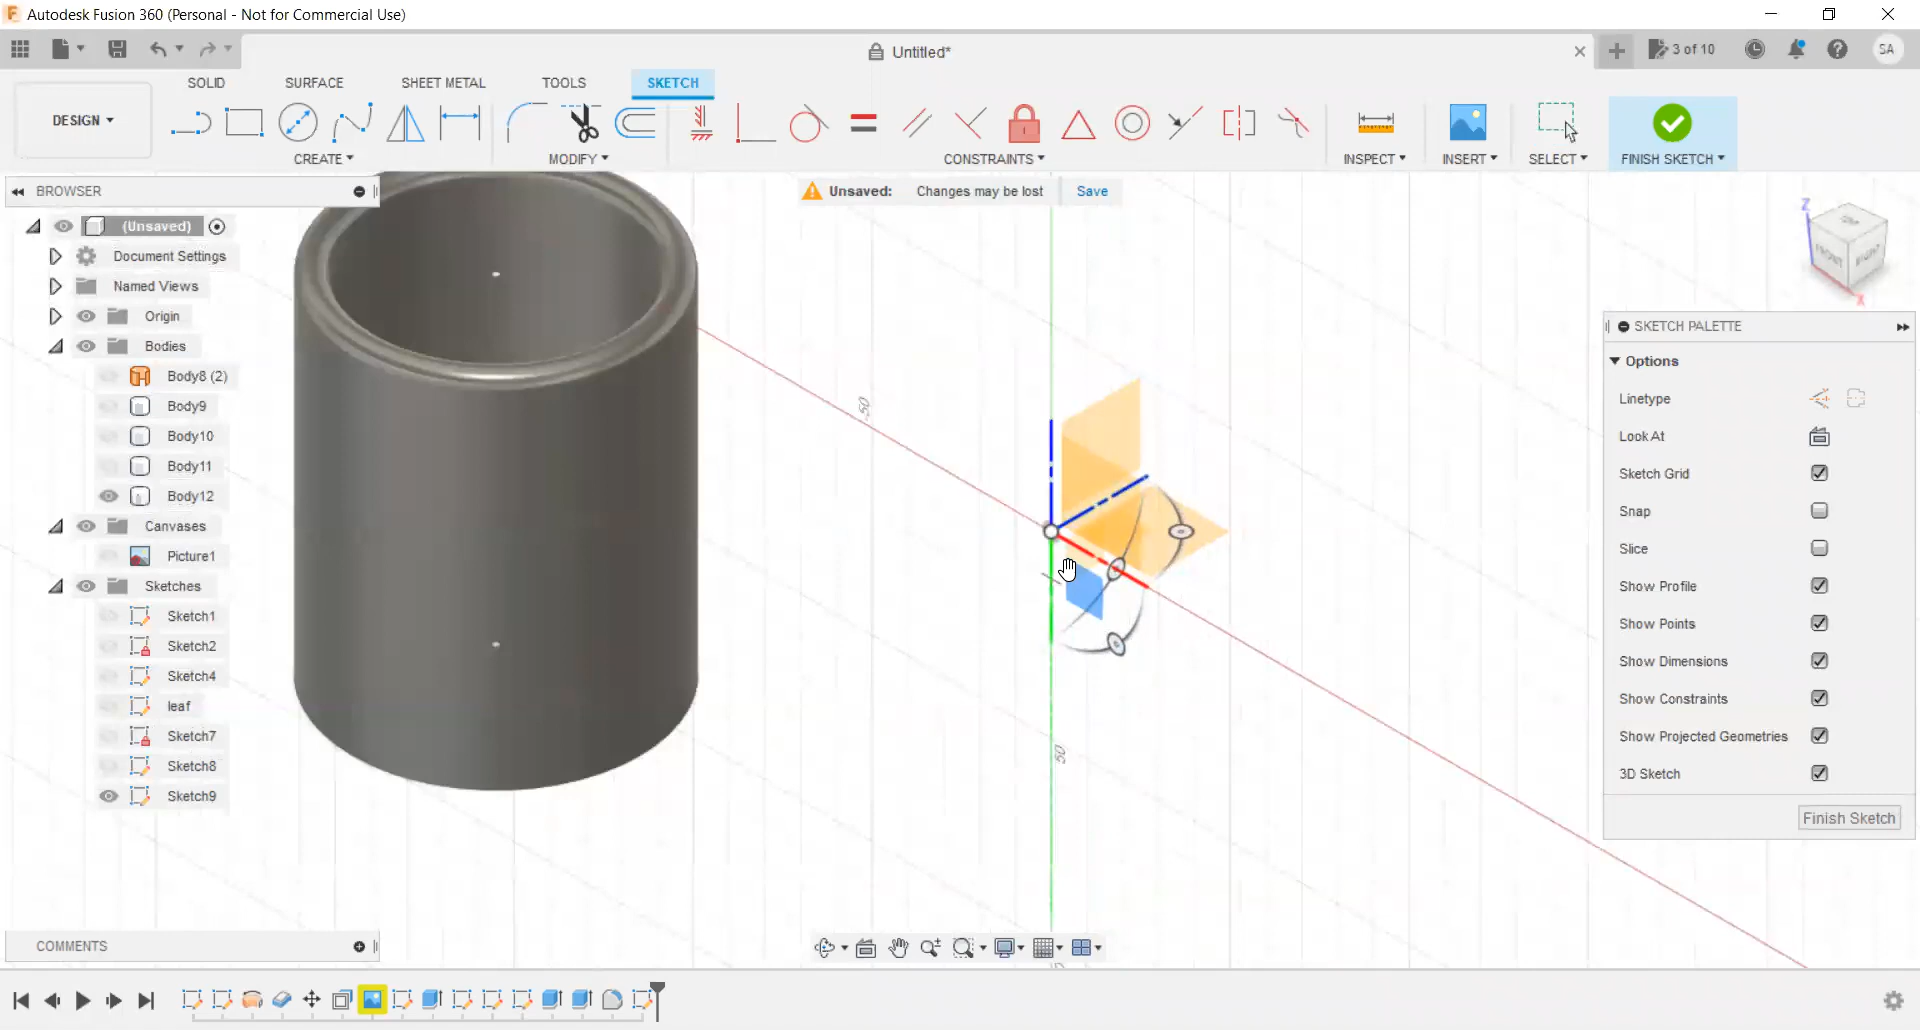 Autodesk Fusion 360 (Personal - Not for Commercial Use)
Untitled*
3 of 10
SA
DESIGN
SOLID
SURFACE
SHEET METAL
TOOLS
SKETCH
CREATE
MODIFY
CONSTRAINTS
INSPECT
INSERT
SELECT
FINISH SKETCH
BROWSER
Unsaved:
Changes may be lost
Save
(Unsaved)
Document Settings
Named Views
Origin
Bodies
Body8 (2)
Body9
Body10
Body11
Body12
Canvases
Picture1
Sketches
Sketch1
Sketch2
Sketch4
leaf
Sketch7
Sketch8
Sketch9
50
50
Z
FRONT
RIGHT
X
SKETCH PALETTE
Options
Linetype
Look At
Sketch Grid
Snap
Slice
Show Profile
Show Points
Show Dimensions
Show Constraints
Show Projected Geometries
3D Sketch
Finish Sketch
COMMENTS